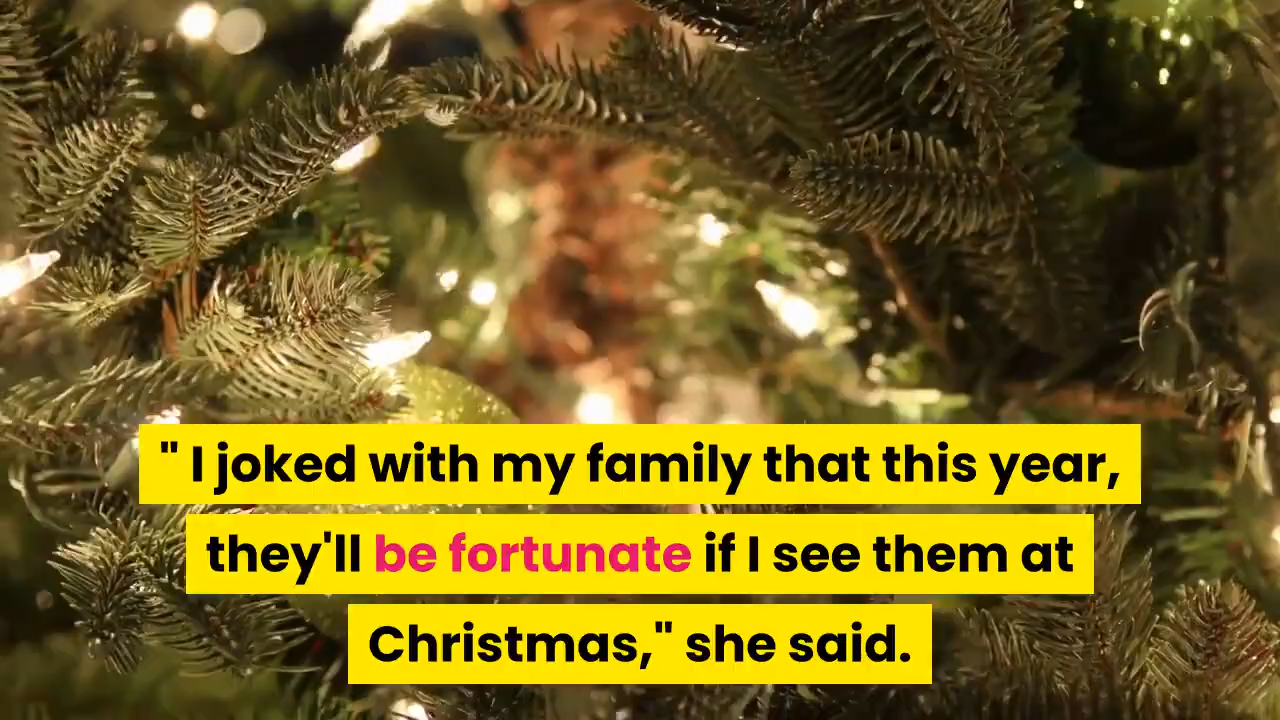 " I joked with my family that this year,
they'll be fortunate if I see them at
Christmas," she said.